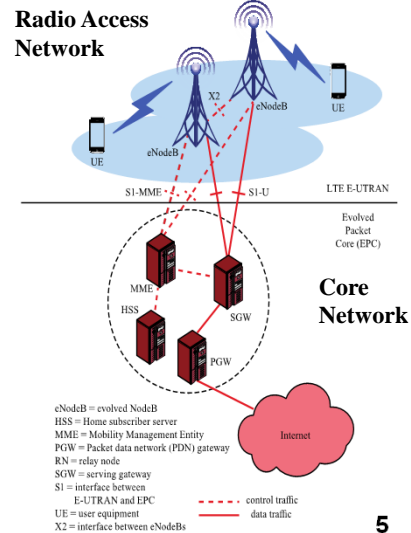 Radio Access
Network
X2
eNodeB
UE
eNodeB
UE
S1-MME
S1-U
LTE E-UTRAN
Evolved
Packet
Core (EPC)
MME
SGW
HSS
Core
Network
PGW
Internet
eNodeB = evolved NodeB
HSS = Home subscriber server
MME = Mobility Management Entity
PGW = Packet data network (PDN) gateway
RN = relay node
SGW = serving gateway
S1 = interface between
E-UTRAN and EPC
UE = user equipment
X2 = interface between eNodeBs
control traffic
data traffic
5